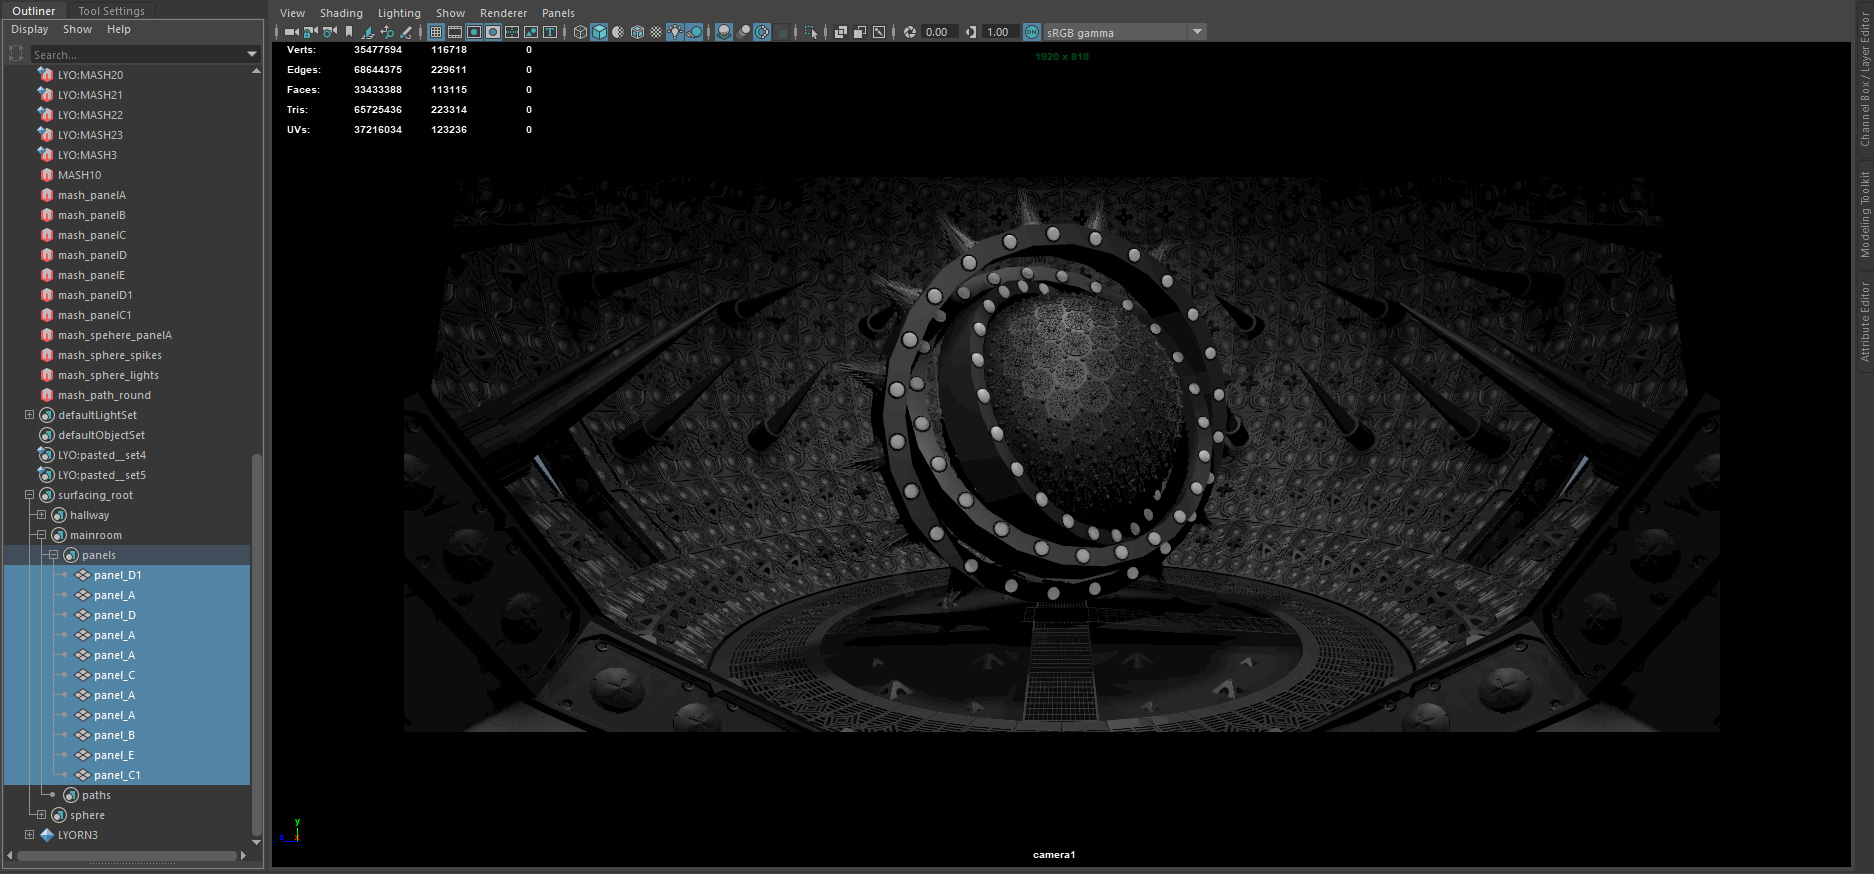 Outliner
Tool Settings
Display Show Help
Search...
LYO:MASH20
LYO:MASH21
LYO:MASH22
LYO:MASH23
LYO:MASH3
MASH10
mash_panelA
mash_panelB
mash_panelC
mash_panelD
mash_panelE
mash_panelD1
mash_panelC1
mash_spehere_panelA
mash_sphere_spikes
mash_sphere_lights
mash_path_round
defaultLightSet
defaultObjectSet
LYO:pasted__set4
LYO:pasted__set5
surfacing_root
hallway
mainroom
panels
panel_D1
panel_A
panel_D
panel_A
panel_A
panel_C
panel_A
panel_A
panel_B
panel_E
panel_C1
paths
sphere
LYORN3
View Shading Lighting Show Renderer Panels
0.00 1.00 ON sRGB gamma
Verts: 35477594 116718 0
Edges: 68644375 229611 0
Faces: 33433388 113115 0
Tris: 65725436 223314 0
UVs: 37216034 123236 0
1920 x 810
y
z x
camera1
Channel Box / Layer Editor
Modeling Toolkit
Attribute Editor